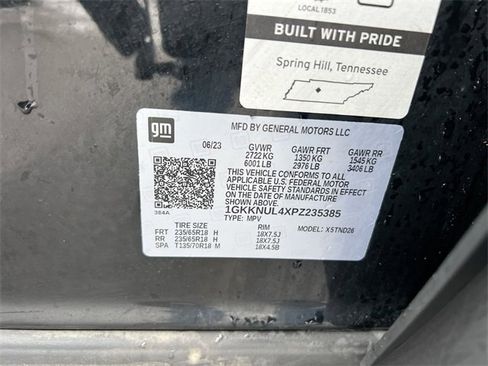 LOCAL 1853
BUILT WITH PRIDE
Spring Hill, Tennessee
gm
MFD BY GENERAL MOTORS LLC
06/23 GVWR GAWR FRT GAWR RR
2722 KG 1350 KG 1545 KG
6001 LB 2976 LB 3406 LB
THIS VEHICLE CONFORMS TO ALL
APPLICABLE U.S. FEDERAL MOTOR
VEHICLE SAFETY STANDARDS IN EFFECT
ON THE DATE OF MANUFACTURE SHOWN ABOVE.
1GKKNUL4XPZ235385
384A TYPE: MPV MODEL: X5TND26
TIRE SIZE RIM
FRT 235/65R18 H 18X7.5J
RR 235/65R18 H 18X7.5J
SPA T135/70R18 M 18X4.5B